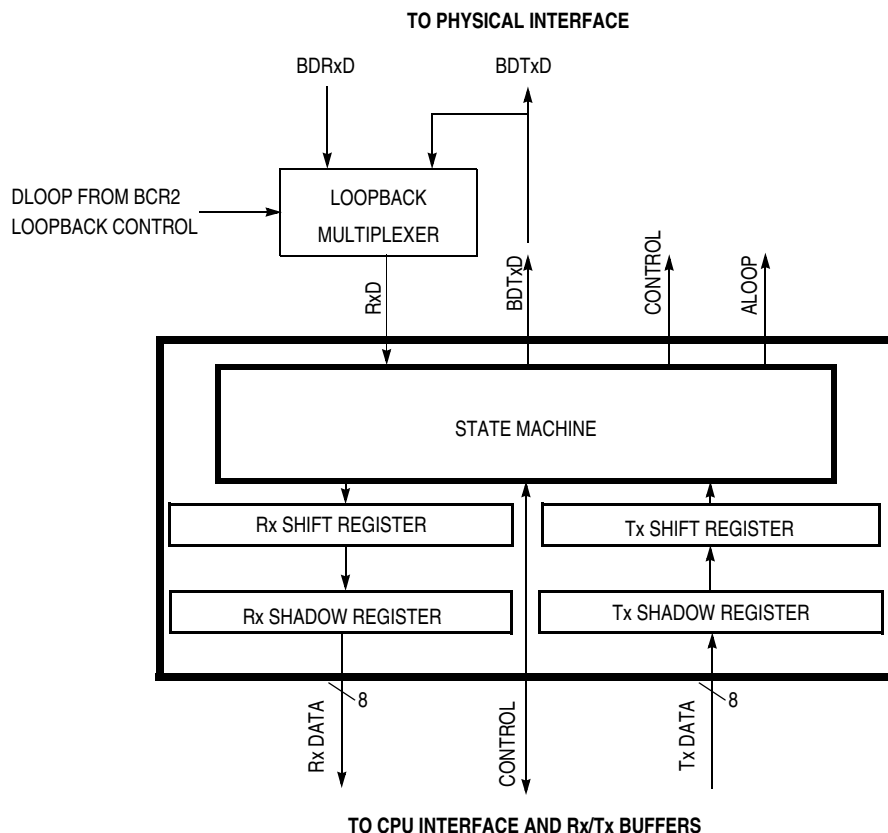 TO PHYSICAL INTERFACE
BDRxD
BDTxD
DLOOP FROM BCR2
LOOPBACK CONTROL
LOOPBACK
MULTIPLEXER
RxD
BDTxD
CONTROL
ALOOP
STATE MACHINE
Rx SHIFT REGISTER
Tx SHIFT REGISTER
Rx SHADOW REGISTER
Tx SHADOW REGISTER
8
8
Rx DATA
CONTROL
Tx DATA
TO CPU INTERFACE AND Rx/Tx BUFFERS